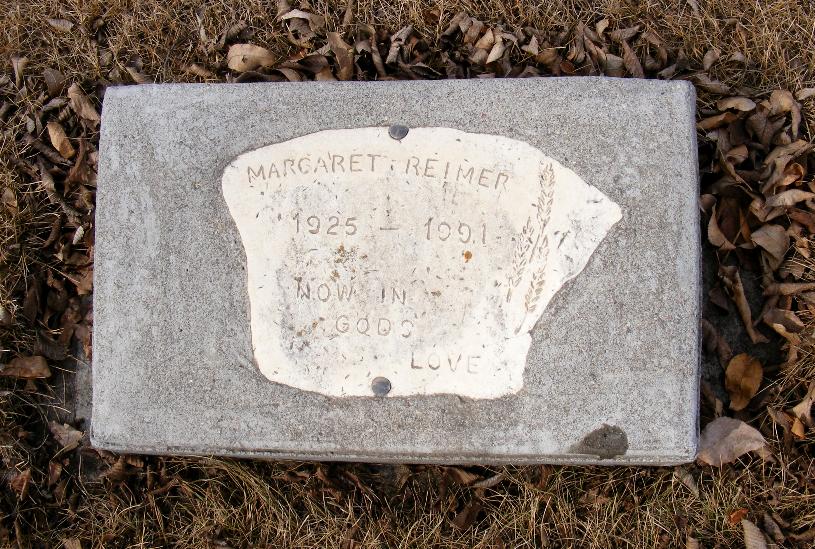 MARGARET REIMER
1925 — 1991
NOW IN
GODS
LOVE